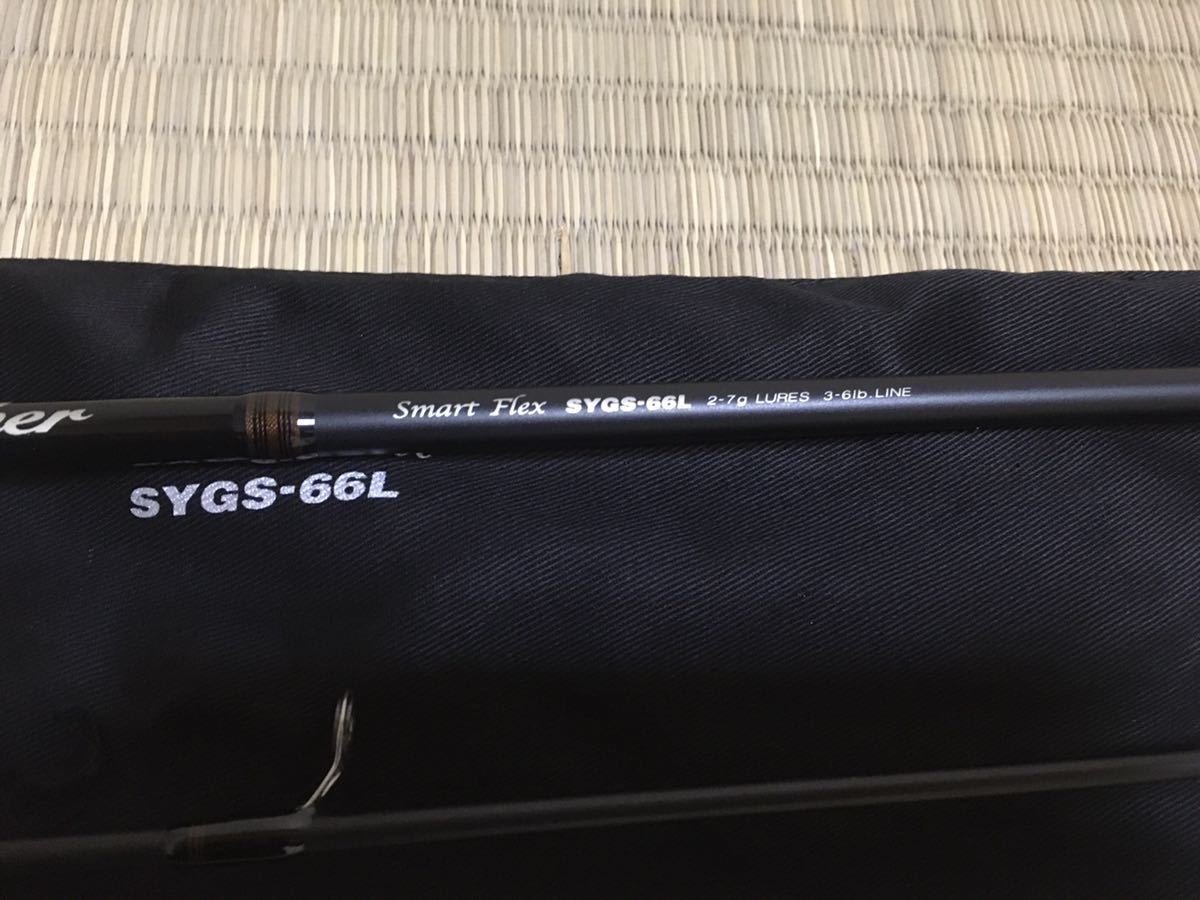 Smart Flex SYGS-66L 2-7g LURES 3-6lb. LINE
SYGS-66L